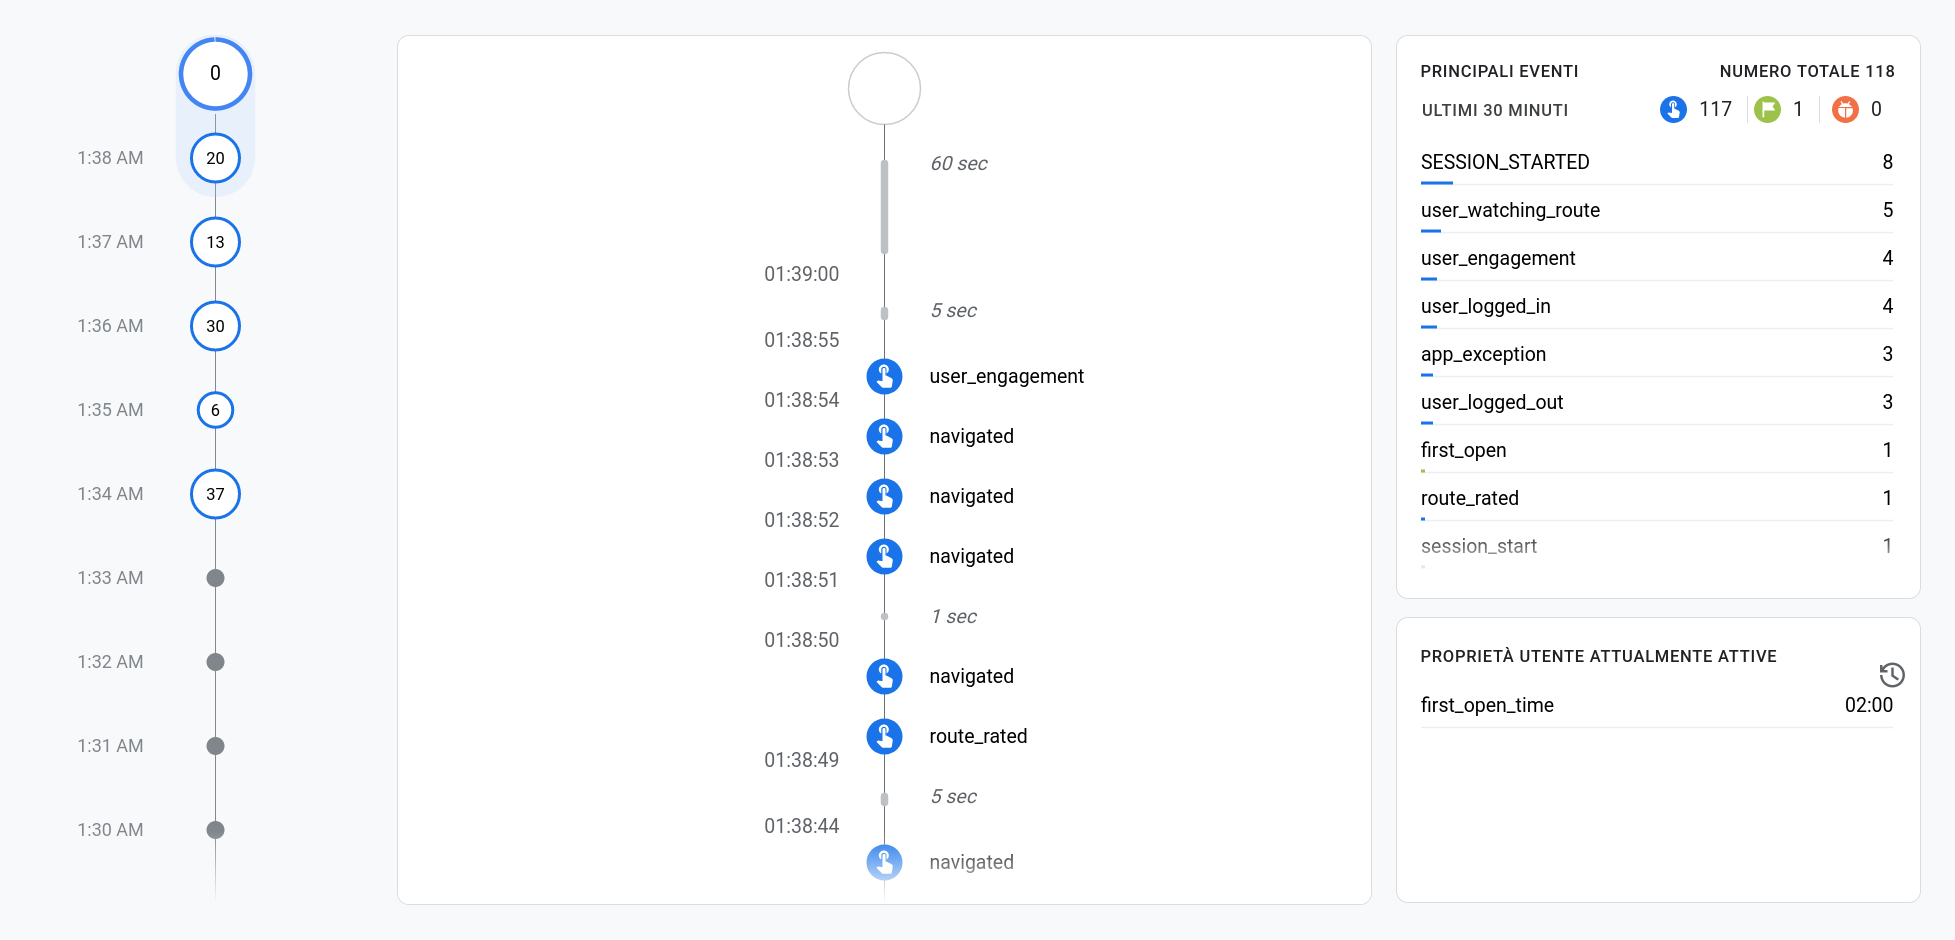 0
1:38 AM 20
1:37 AM 13
1:36 AM 30
1:35 AM 6
1:34 AM 37
1:33 AM
1:32 AM
1:31 AM
1:30 AM
60 sec
01:39:00
5 sec
01:38:55
user_engagement
01:38:54
navigated
01:38:53
navigated
01:38:52
navigated
01:38:51
1 sec
01:38:50
navigated
route_rated
01:38:49
5 sec
01:38:44
navigated
PRINCIPALI EVENTI NUMERO TOTALE 118
ULTIMI 30 MINUTI 117 1 0
SESSION_STARTED 8
user_watching_route 5
user_engagement 4
user_logged_in 4
app_exception 3
user_logged_out 3
first_open 1
route_rated 1
session_start 1
PROPRIETÀ UTENTE ATTUALMENTE ATTIVE
first_open_time 02:00